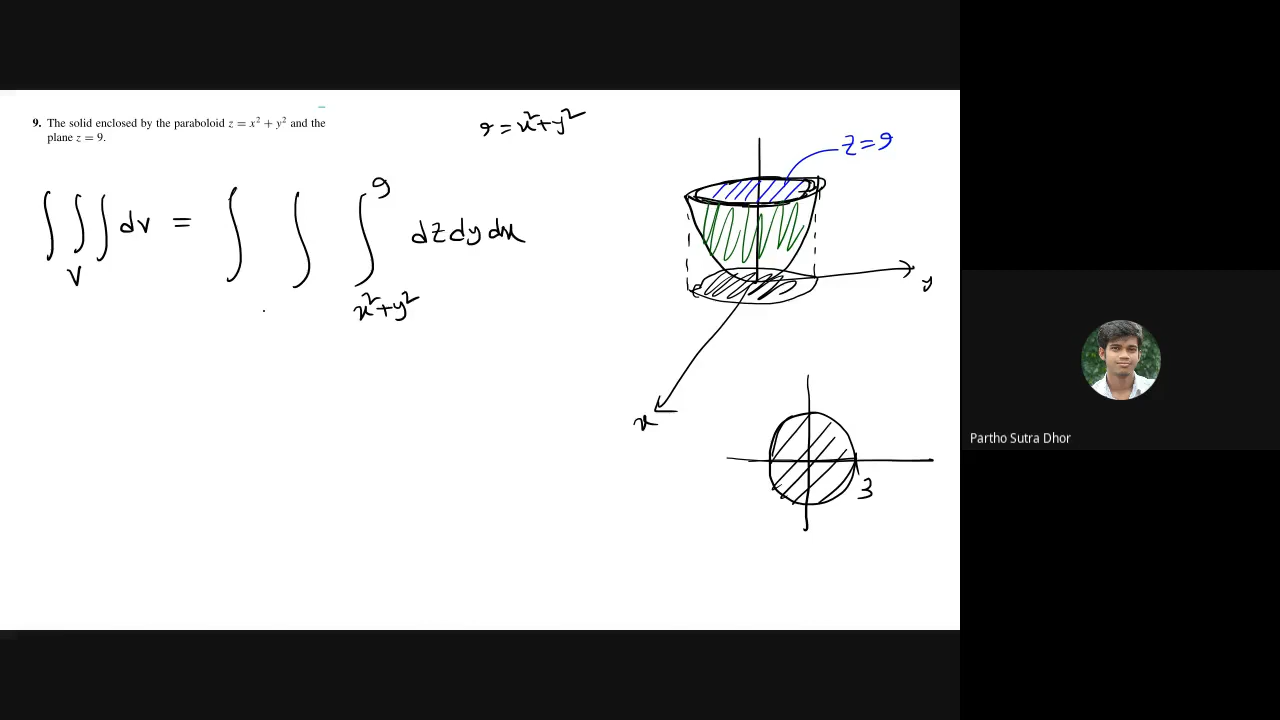 9. The solid enclosed by the paraboloid z = x² + y² and the
plane z = 9.
9 = x² + y²
z = 9
∫∫∫ dv = ∫ ∫ ∫ dz dy dx
V
9
x² + y²
y
x
3
Partho Sutra Dhor